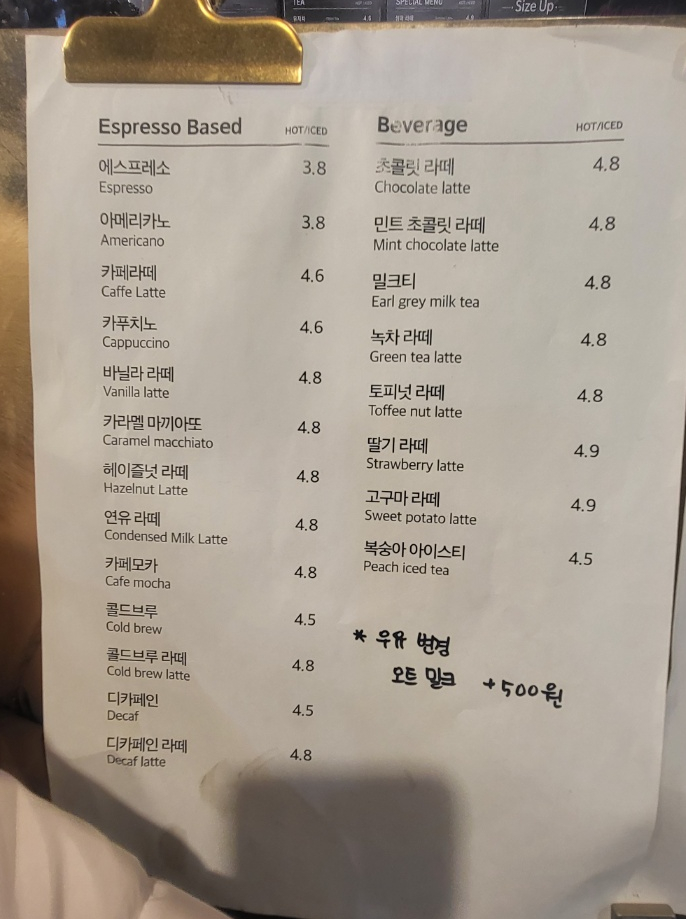 TEA
SPECIAL MENU
Size Up
4.6
4.8
Espresso Based HOT/ICED
에스프레소 3.8
Espresso
아메리카노 3.8
Americano
카페라떼 4.6
Caffe Latte
카푸치노 4.6
Cappuccino
바닐라 라떼 4.8
Vanilla latte
카라멜 마끼아또 4.8
Caramel macchiato
헤이즐넛 라떼 4.8
Hazelnut Latte
연유 라떼 4.8
Condensed Milk Latte
카페모카 4.8
Cafe mocha
콜드브루 4.5
Cold brew
콜드브루 라떼 4.8
Cold brew latte
디카페인 4.5
Decaf
디카페인 라떼 4.8
Decaf latte
Beverage HOT/ICED
초콜릿 라떼 4.8
Chocolate latte
민트 초콜릿 라떼 4.8
Mint chocolate latte
밀크티 4.8
Earl grey milk tea
녹차 라떼 4.8
Green tea latte
토피넛 라떼 4.8
Toffee nut latte
딸기 라떼 4.9
Strawberry latte
고구마 라떼 4.9
Sweet potato latte
복숭아 아이스티 4.5
Peach iced tea
* 우유 변경
오트 밀크 +500원